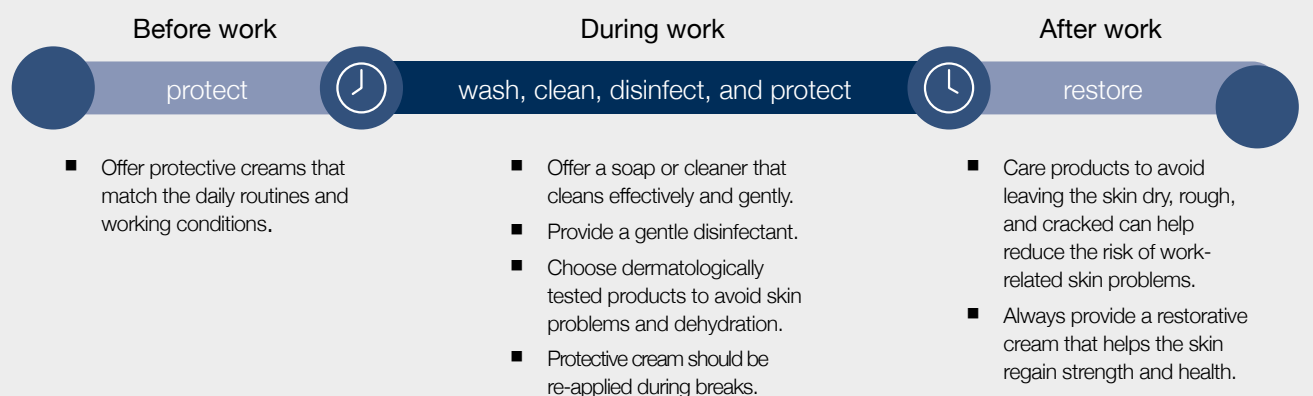 Before work
protect
Offer protective creams that
match the daily routines and
working conditions.
During work
wash, clean, disinfect, and protect
Offer a soap or cleaner that
cleans effectively and gently.
Provide a gentle disinfectant.
Choose dermatologically
tested products to avoid skin
problems and dehydration.
Protective cream should be
re-applied during breaks.
After work
restore
Care products to avoid
leaving the skin dry, rough,
and cracked can help
reduce the risk of work-
related skin problems.
Always provide a restorative
cream that helps the skin
regain strength and health.